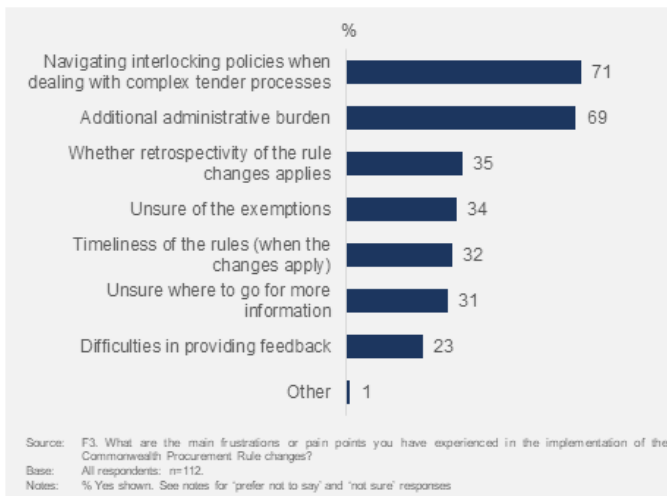 %
Navigating interlocking policies when
dealing with complex tender processes
71
Additional administrative burden
69
Whether retrospectivity of the rule
changes applies
35
Unsure of the exemptions
34
Timeliness of the rules (when the
changes apply)
32
Unsure where to go for more
information
31
Difficulties in providing feedback
23
Other
1
Source: F3. What are the main frustrations or pain points you have experienced in the implementation of the
Commonwealth Procurement Rule changes?
Base: All respondents: n=112.
Notes: % Yes shown. See notes for 'prefer not to say' and 'not sure' responses